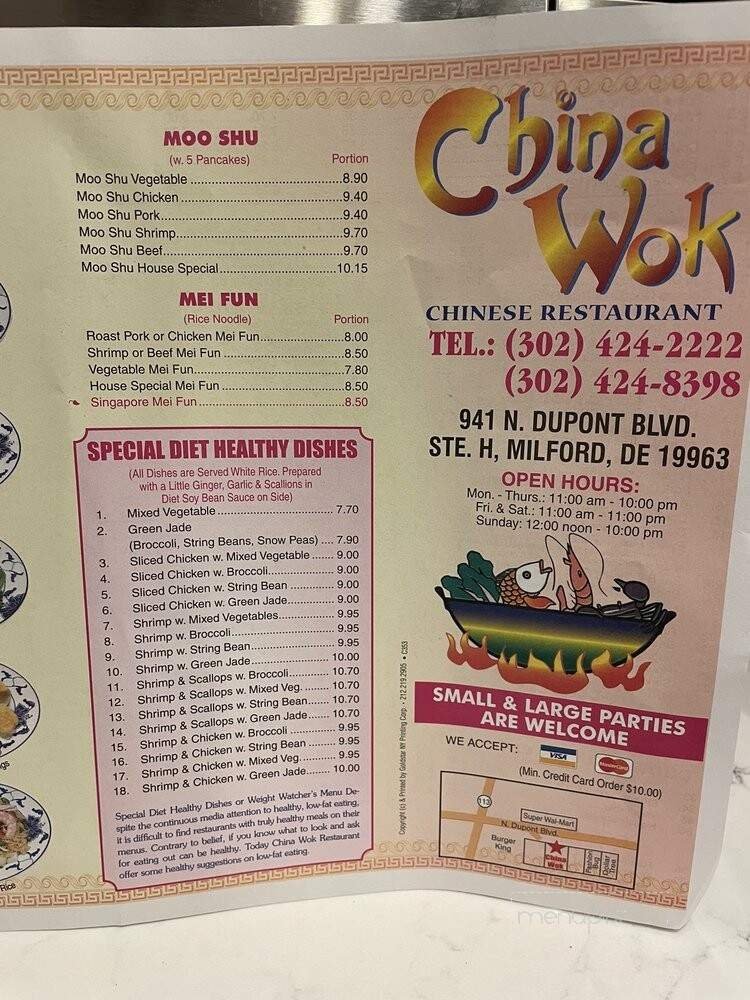 MOO SHU
(w. 5 Pancakes) Portion
Moo Shu Vegetable 8.90
Moo Shu Chicken 9.40
Moo Shu Pork 9.40
Moo Shu Shrimp 9.70
Moo Shu Beef 9.70
Moo Shu House Special 10.15
MEI FUN
(Rice Noodle) Portion
Roast Pork or Chicken Mei Fun 8.00
Shrimp or Beef Mei Fun 8.50
Vegetable Mei Fun 7.80
House Special Mei Fun 8.50
Singapore Mei Fun 8.50
SPECIAL DIET HEALTHY DISHES
(All Dishes are Served White Rice. Prepared
with a Little Ginger, Garlic & Scallions in
Diet Soy Bean Sauce on Side)
1. Mixed Vegetable 7.70
2. Green Jade
(Broccoli, String Beans, Snow Peas) 7.90
3. Sliced Chicken w. Mixed Vegetable 9.00
4. Sliced Chicken w. Broccoli 9.00
5. Sliced Chicken w. String Bean 9.00
6. Sliced Chicken w. Green Jade 9.00
7. Shrimp w. Mixed Vegetables 9.95
8. Shrimp w. Broccoli 9.95
9. Shrimp w. String Bean 9.95
10. Shrimp w. Green Jade 10.00
11. Shrimp & Scallops w. Broccoli 10.70
12. Shrimp & Scallops w. Mixed Veg. 10.70
13. Shrimp & Scallops w. String Bean 10.70
14. Shrimp & Scallops w. Green Jade 10.70
15. Shrimp & Chicken w. Broccoli 9.95
16. Shrimp & Chicken w. String Bean 9.95
17. Shrimp & Chicken w. Mixed Veg. 9.95
18. Shrimp & Chicken w. Green Jade 10.00
Special Diet Healthy Dishes or Weight Watcher's Menu De-
spite the continuous media attention to healthy, low-fat eating,
it is difficult to find restaurants with truly healthy meals on their
menus. Contrary to belief, if you know what to look and ask
for eating out can be healthy. Today China Wok Restaurant
offer some healthy suggestions on low-fat eating.
Copyright (c) & Printed by Goldstar NY Printing Corp. • 212.219.2905 • C353
China
Wok
CHINESE RESTAURANT
TEL.: (302) 424-2222
(302) 424-8398
941 N. DUPONT BLVD.
STE. H, MILFORD, DE 19963
OPEN HOURS:
Mon. - Thurs.: 11:00 am - 10:00 pm
Fri. & Sat.: 11:00 am - 11:00 pm
Sunday: 12:00 noon - 10:00 pm
SMALL & LARGE PARTIES
ARE WELCOME
WE ACCEPT: VISA MasterCard
(Min. Credit Card Order $10.00)
113
Super Wal-Mart
N. Dupont Blvd.
Burger
King
China
Wok
Fashion
Bug
Dollar
Tree
Rice